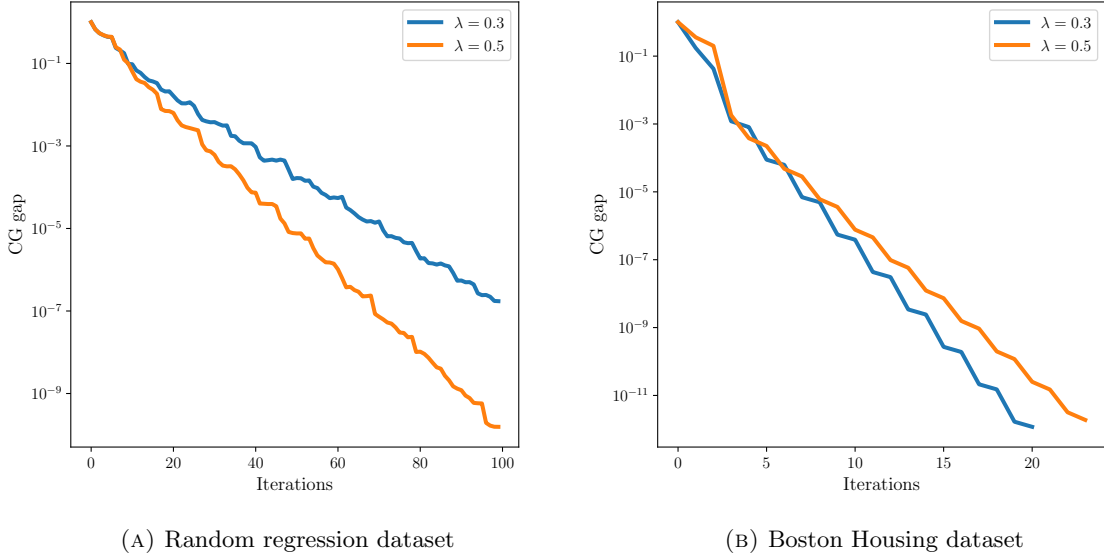 λ = 0.3
λ = 0.5
10⁻¹
10⁻³
10⁻⁵
10⁻⁷
10⁻⁹
CG gap
0 20 40 60 80 100
Iterations
(A) Random regression dataset
λ = 0.3
λ = 0.5
10⁻¹
10⁻³
10⁻⁵
10⁻⁷
10⁻⁹
10⁻¹¹
CG gap
0 5 10 15 20
Iterations
(B) Boston Housing dataset